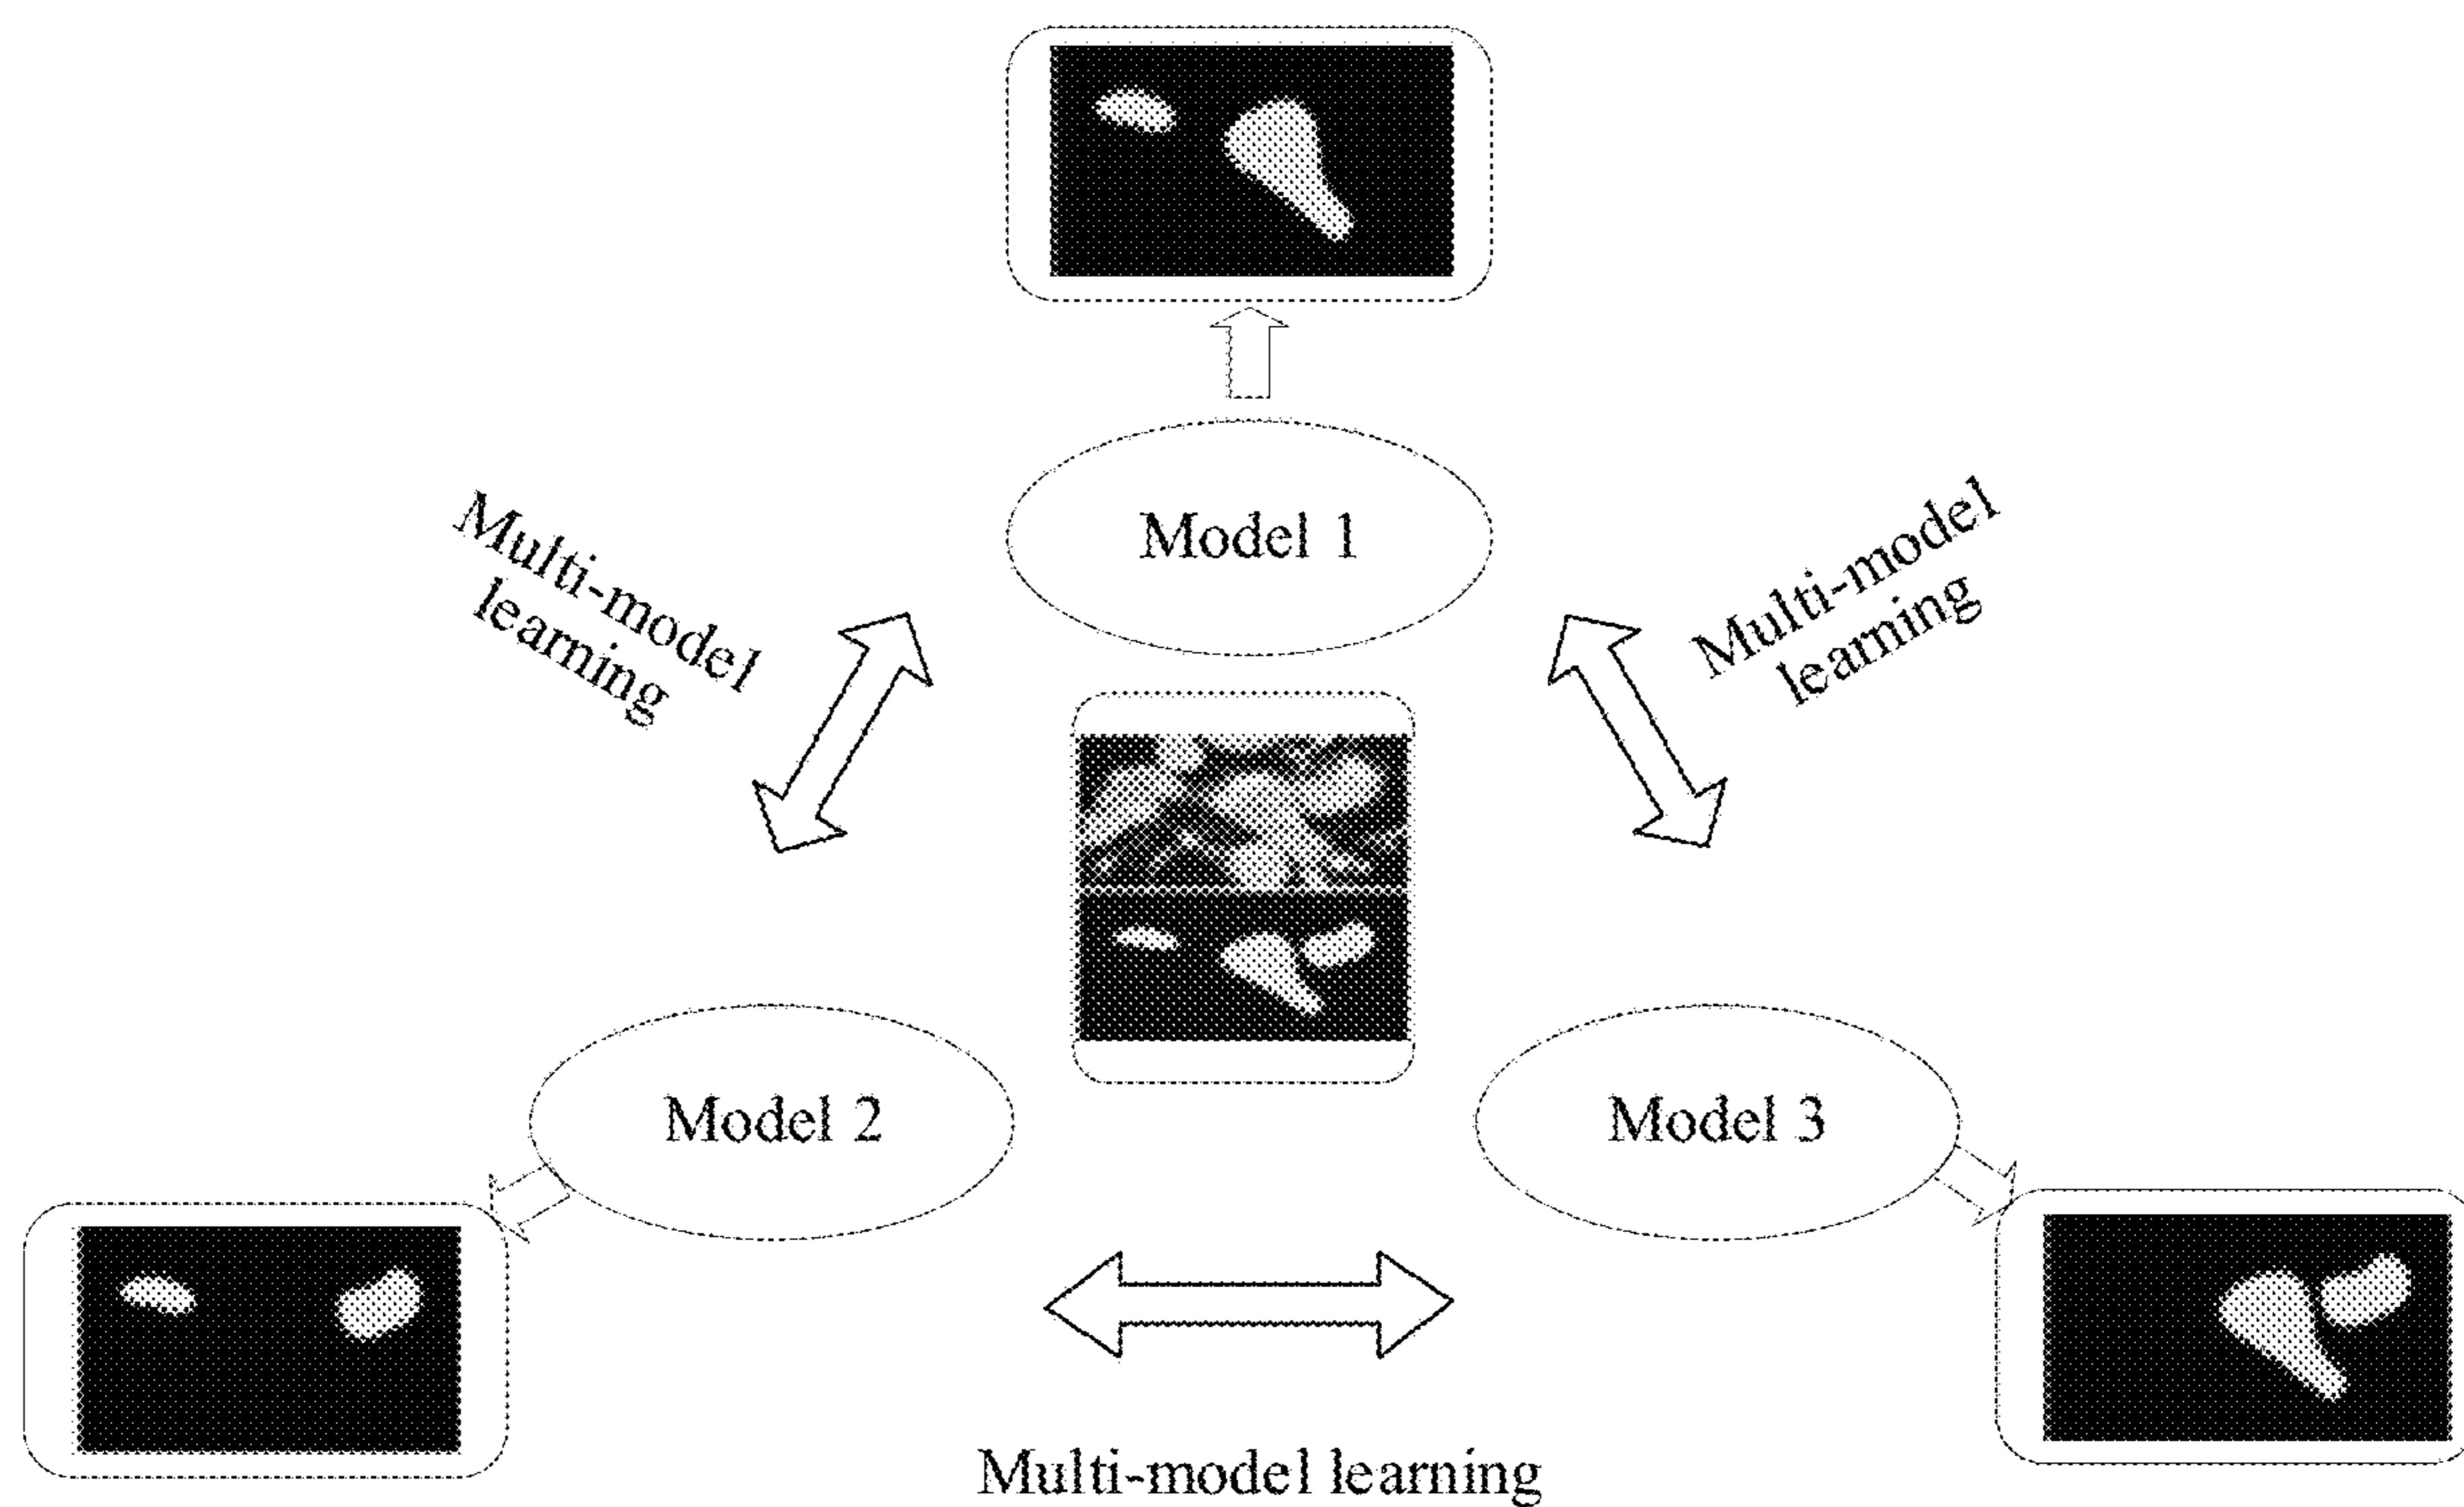 Model 1
Multi-model
learning
Multi-model
learning
Model 2
Model 3
Multi-model learning